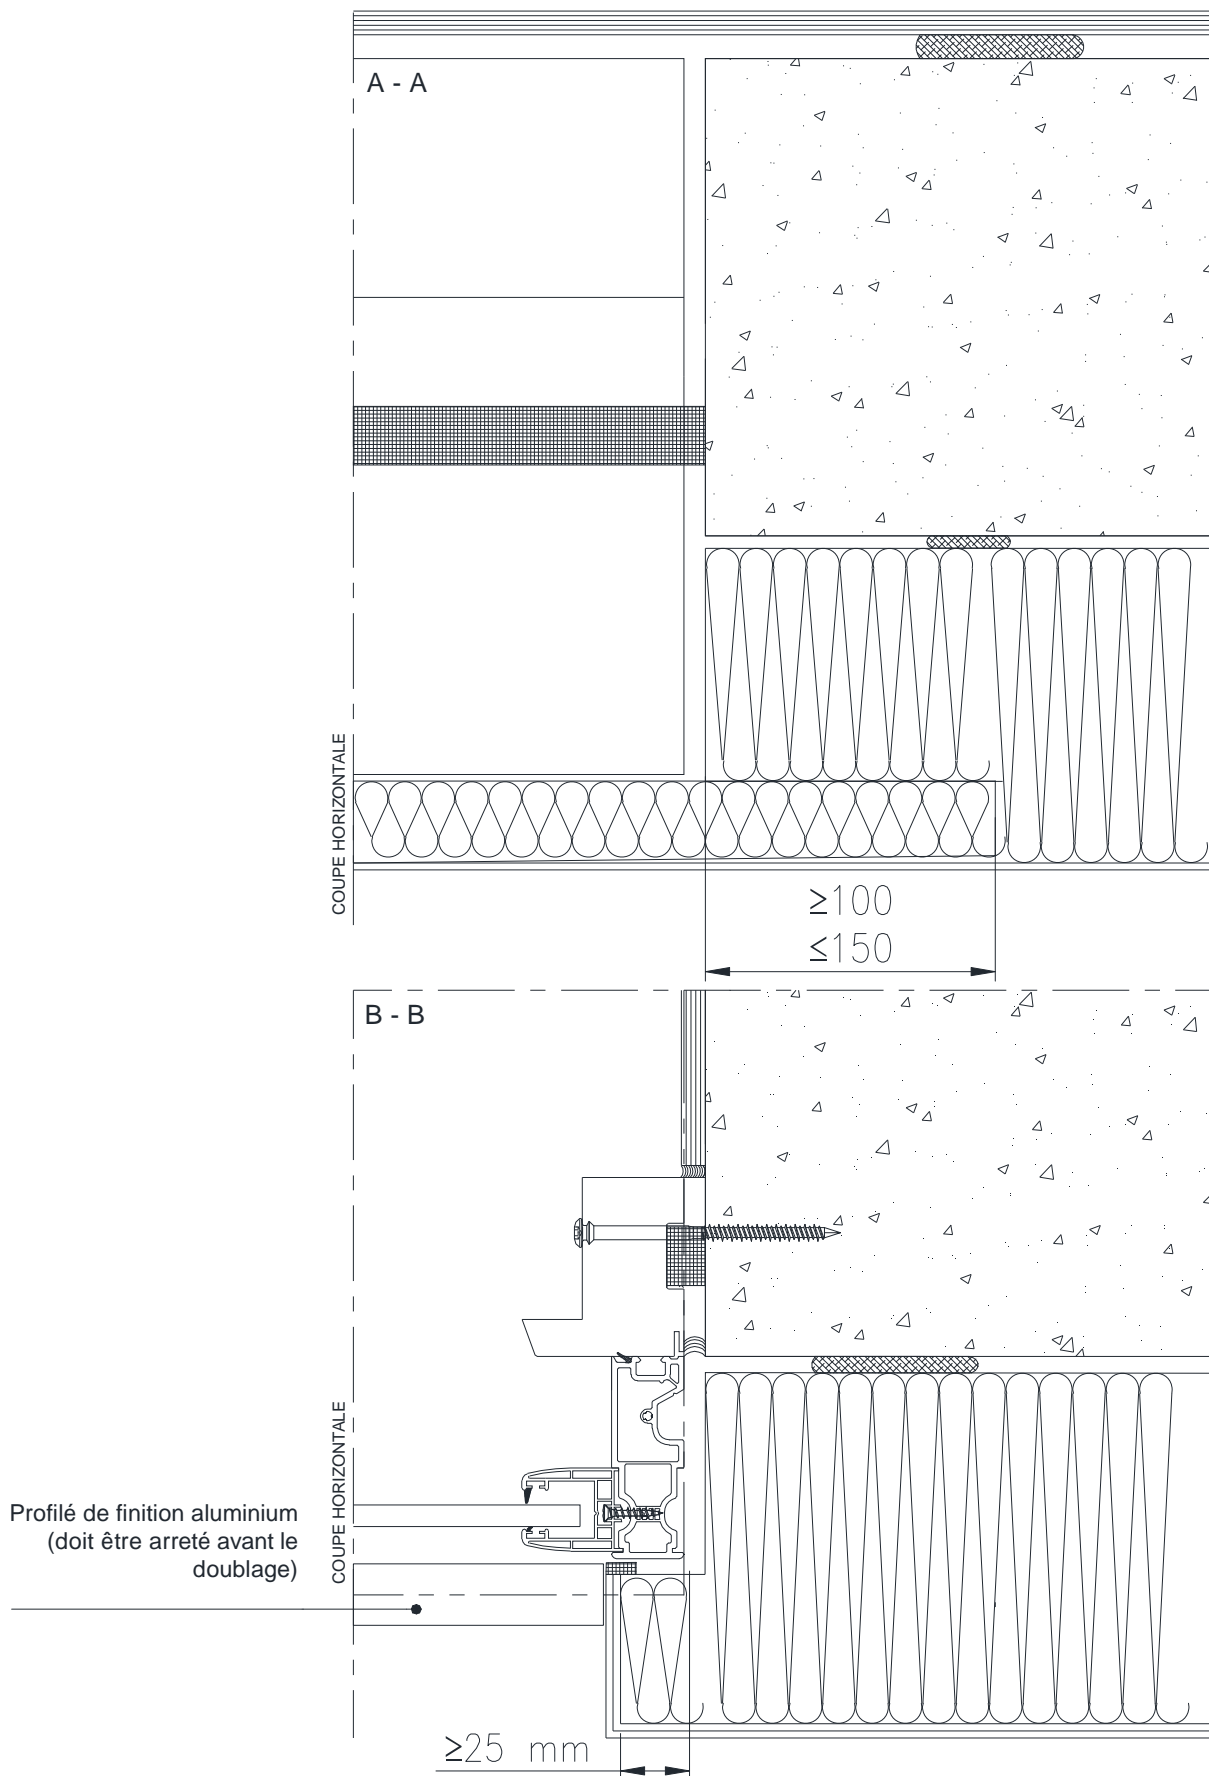 A - A
COUPE HORIZONTALE
≥100
≤150
B - B
COUPE HORIZONTALE
Profilé de finition aluminium
(doit être arreté avant le
doublage)
≥25 mm